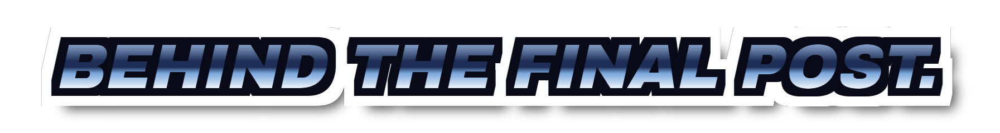 BEHIND THE FINAL POST.